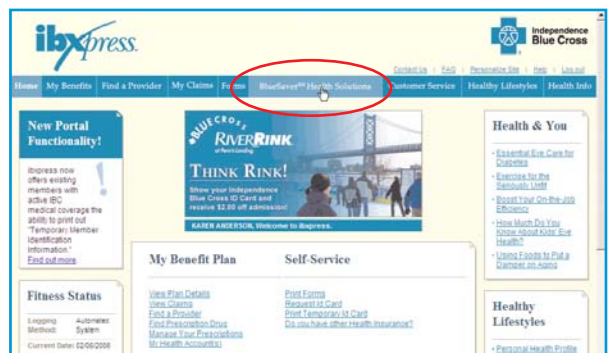 ibxpress.
Independence
Blue Cross
Contact Us | FAQ | Personalize Site | Help | Log out
Home My Benefits Find a Provider My Claims Forms BlueSaver℠ Health Solutions Customer Service Healthy Lifestyles Health Info
New Portal
Functionality!
ibxpress now
offers existing
members with
active IBC
medical coverage the
ability to print out
"Temporary Member
Identification
Information."
Find out more.
Fitness Status
Logging Automated
Method: System
Current Date: 02/06/2008
BLUE CROSS
RIVERRINK
at Penn's Landing
THINK RINK!
Show your Independence
Blue Cross ID Card and
receive $2.00 off admission!
KAREN ANDERSON, Welcome to ibxpress.
My Benefit Plan
View Plan Details
View Claims
Find a Provider
Find Prescription Drug
Manage Your Prescriptions
My Health Account(s)
Self-Service
Print Forms
Request Id Card
Print Temporary Id Card
Do you have other Health Insurance?
Health & You
Essential Eye Care for
Diabetes
Exercise for the
Seriously Unfit
Boost Your On-the-Job
Efficiency
How Much Do You
Know About Kids' Eye
Health?
Using Foods to Put a
Damper on Aging
Healthy
Lifestyles
Personal Health Profile